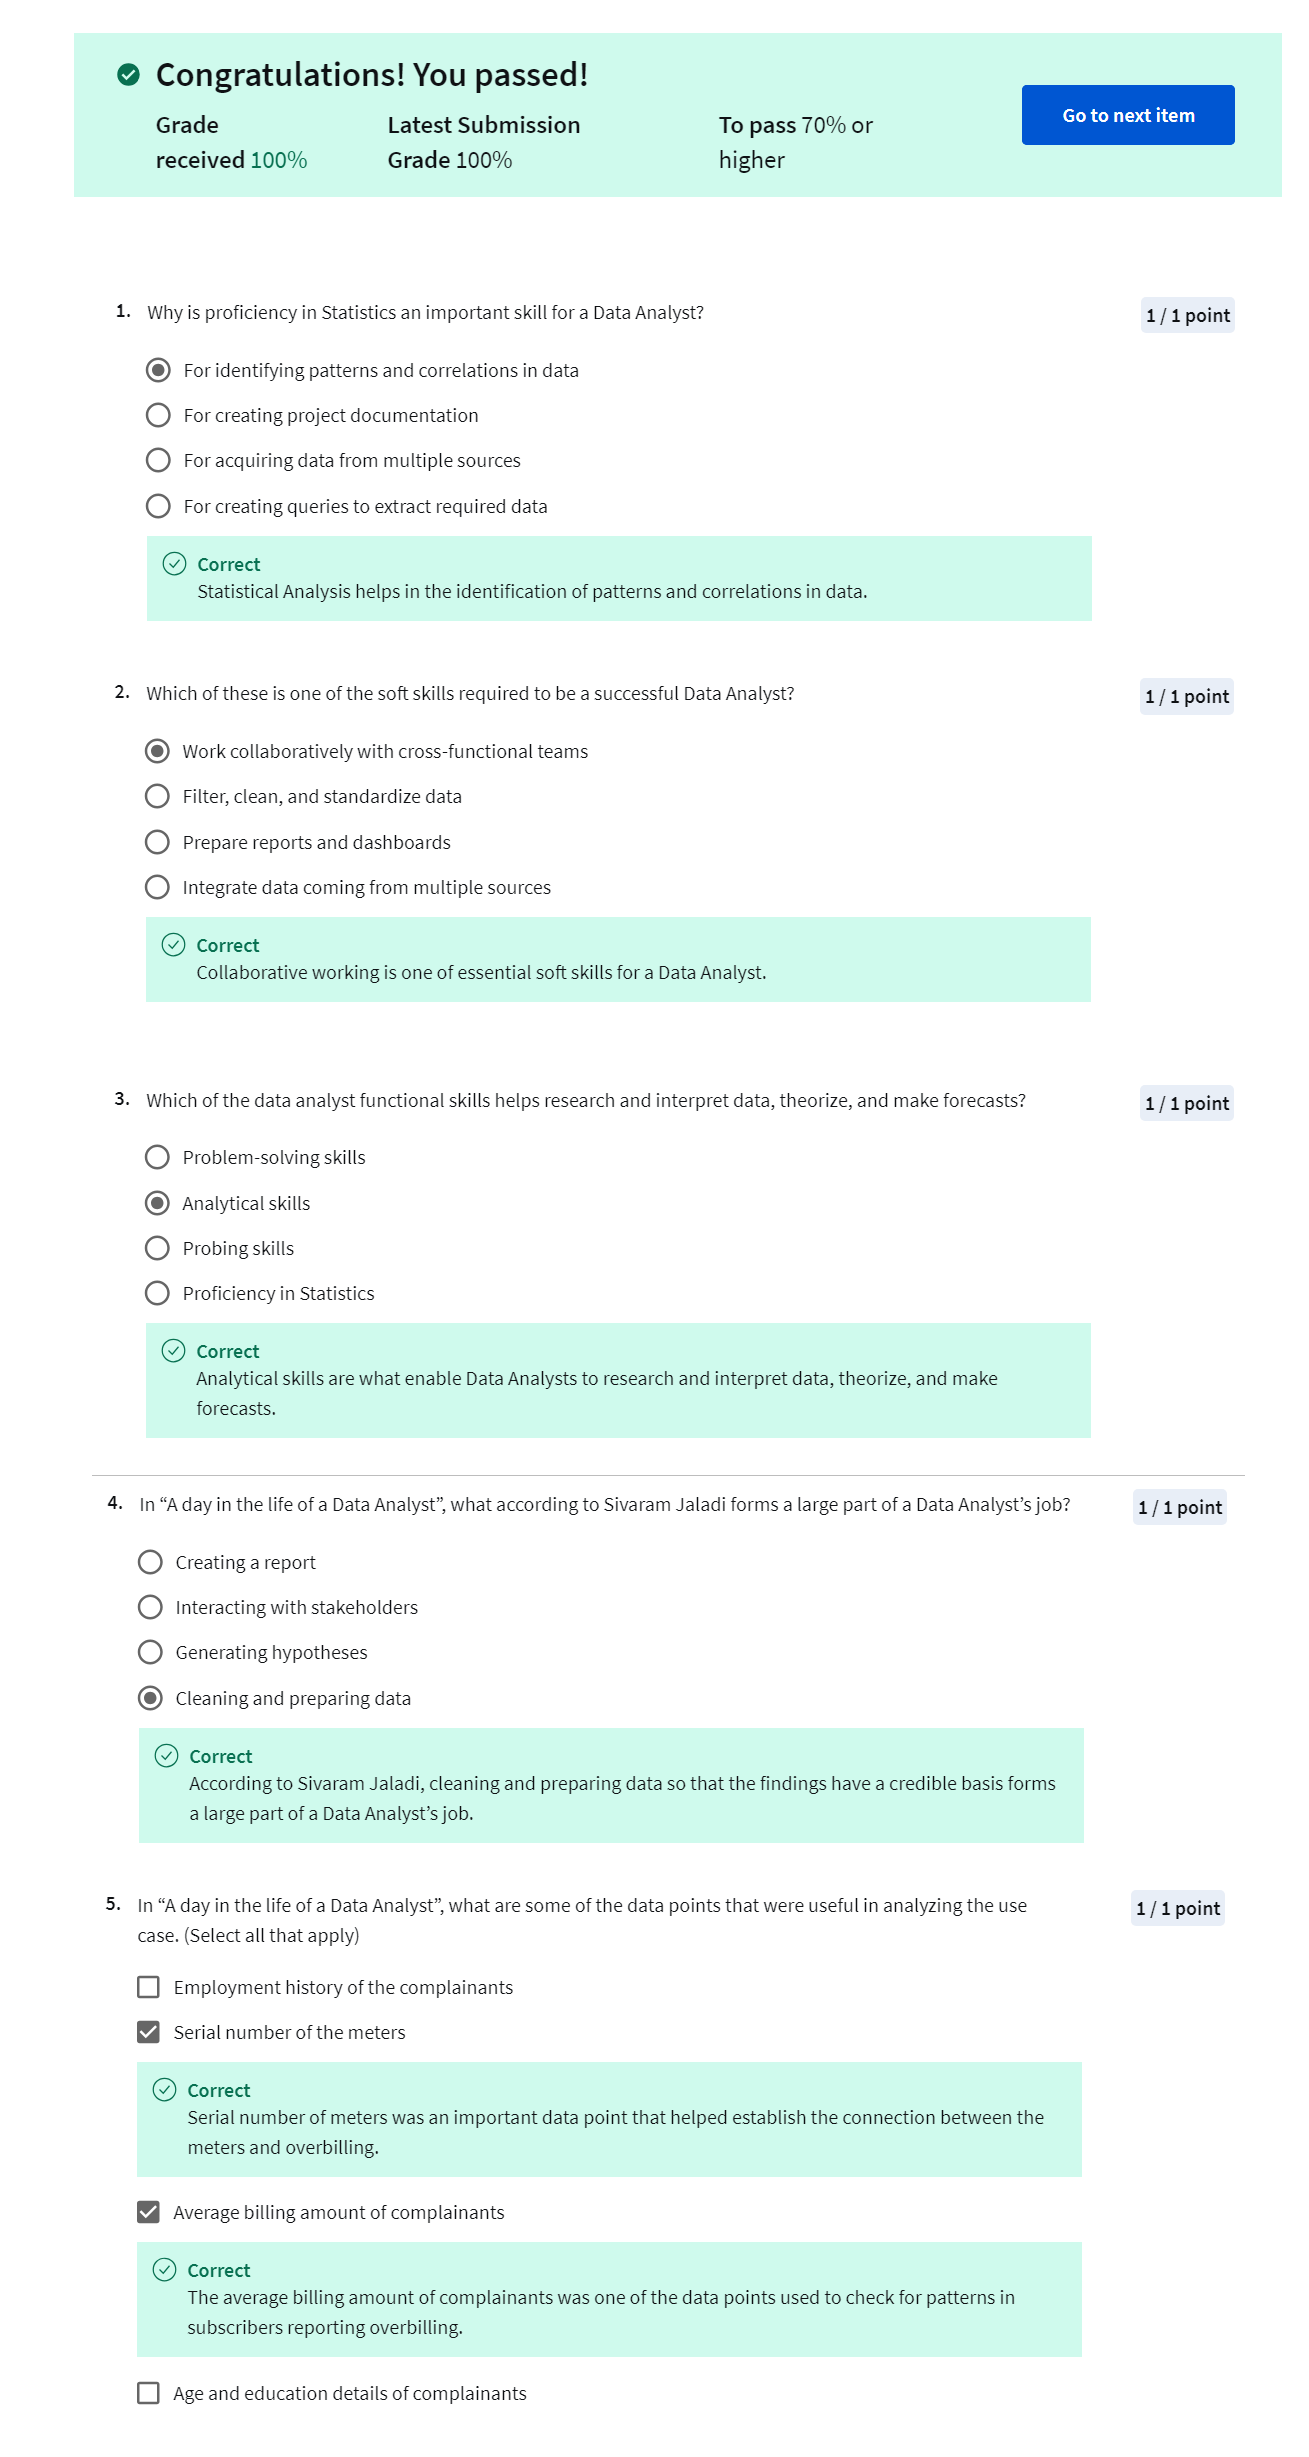 Congratulations! You passed!
Grade received 100%
Latest Submission Grade 100%
To pass 70% or higher
Go to next item
1. Why is proficiency in Statistics an important skill for a Data Analyst?
1 / 1 point
For identifying patterns and correlations in data
For creating project documentation
For acquiring data from multiple sources
For creating queries to extract required data
Correct
Statistical Analysis helps in the identification of patterns and correlations in data.
2. Which of these is one of the soft skills required to be a successful Data Analyst?
1 / 1 point
Work collaboratively with cross-functional teams
Filter, clean, and standardize data
Prepare reports and dashboards
Integrate data coming from multiple sources
Correct
Collaborative working is one of essential soft skills for a Data Analyst.
3. Which of the data analyst functional skills helps research and interpret data, theorize, and make forecasts?
1 / 1 point
Problem-solving skills
Analytical skills
Probing skills
Proficiency in Statistics
Correct
Analytical skills are what enable Data Analysts to research and interpret data, theorize, and make
forecasts.
4. In “A day in the life of a Data Analyst”, what according to Sivaram Jaladi forms a large part of a Data Analyst’s job?
1 / 1 point
Creating a report
Interacting with stakeholders
Generating hypotheses
Cleaning and preparing data
Correct
According to Sivaram Jaladi, cleaning and preparing data so that the findings have a credible basis forms
a large part of a Data Analyst’s job.
5. In “A day in the life of a Data Analyst”, what are some of the data points that were useful in analyzing the use
case. (Select all that apply)
1 / 1 point
Employment history of the complainants
Serial number of the meters
Correct
Serial number of meters was an important data point that helped establish the connection between the
meters and overbilling.
Average billing amount of complainants
Correct
The average billing amount of complainants was one of the data points used to check for patterns in
subscribers reporting overbilling.
Age and education details of complainants